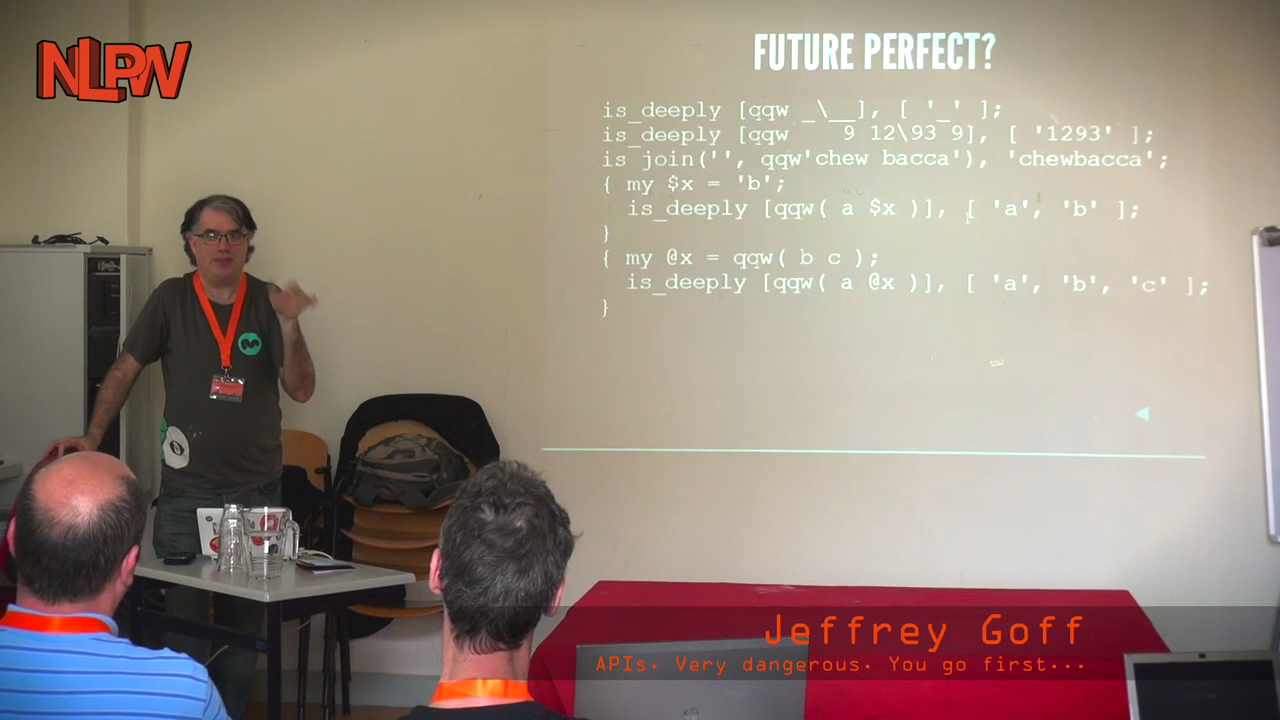 NLPW
FUTURE PERFECT?
is_deeply [qqw _\__], [ '_' ];
is_deeply [qqw    9 12\93 9], [ '1293' ];
is join('', qqw'chew bacca'), 'chewbacca';
{ my $x = 'b';
  is_deeply [qqw( a $x )], [ 'a', 'b' ];
}
{ my @x = qqw( b c );
  is_deeply [qqw( a @x )], [ 'a', 'b', 'c' ];
}
Jeffrey Goff
APIs. Very dangerous. You go first...